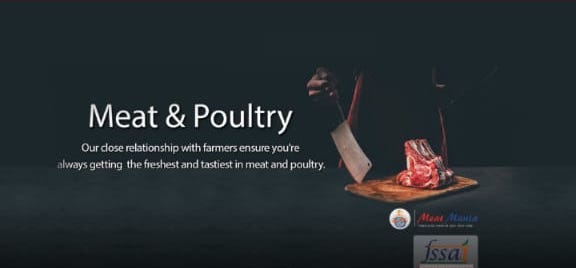 Meat & Poultry
Our close relationship with farmers ensure you're
always getting the freshest and tastiest in meat and poultry.
Meat Mania
fssai